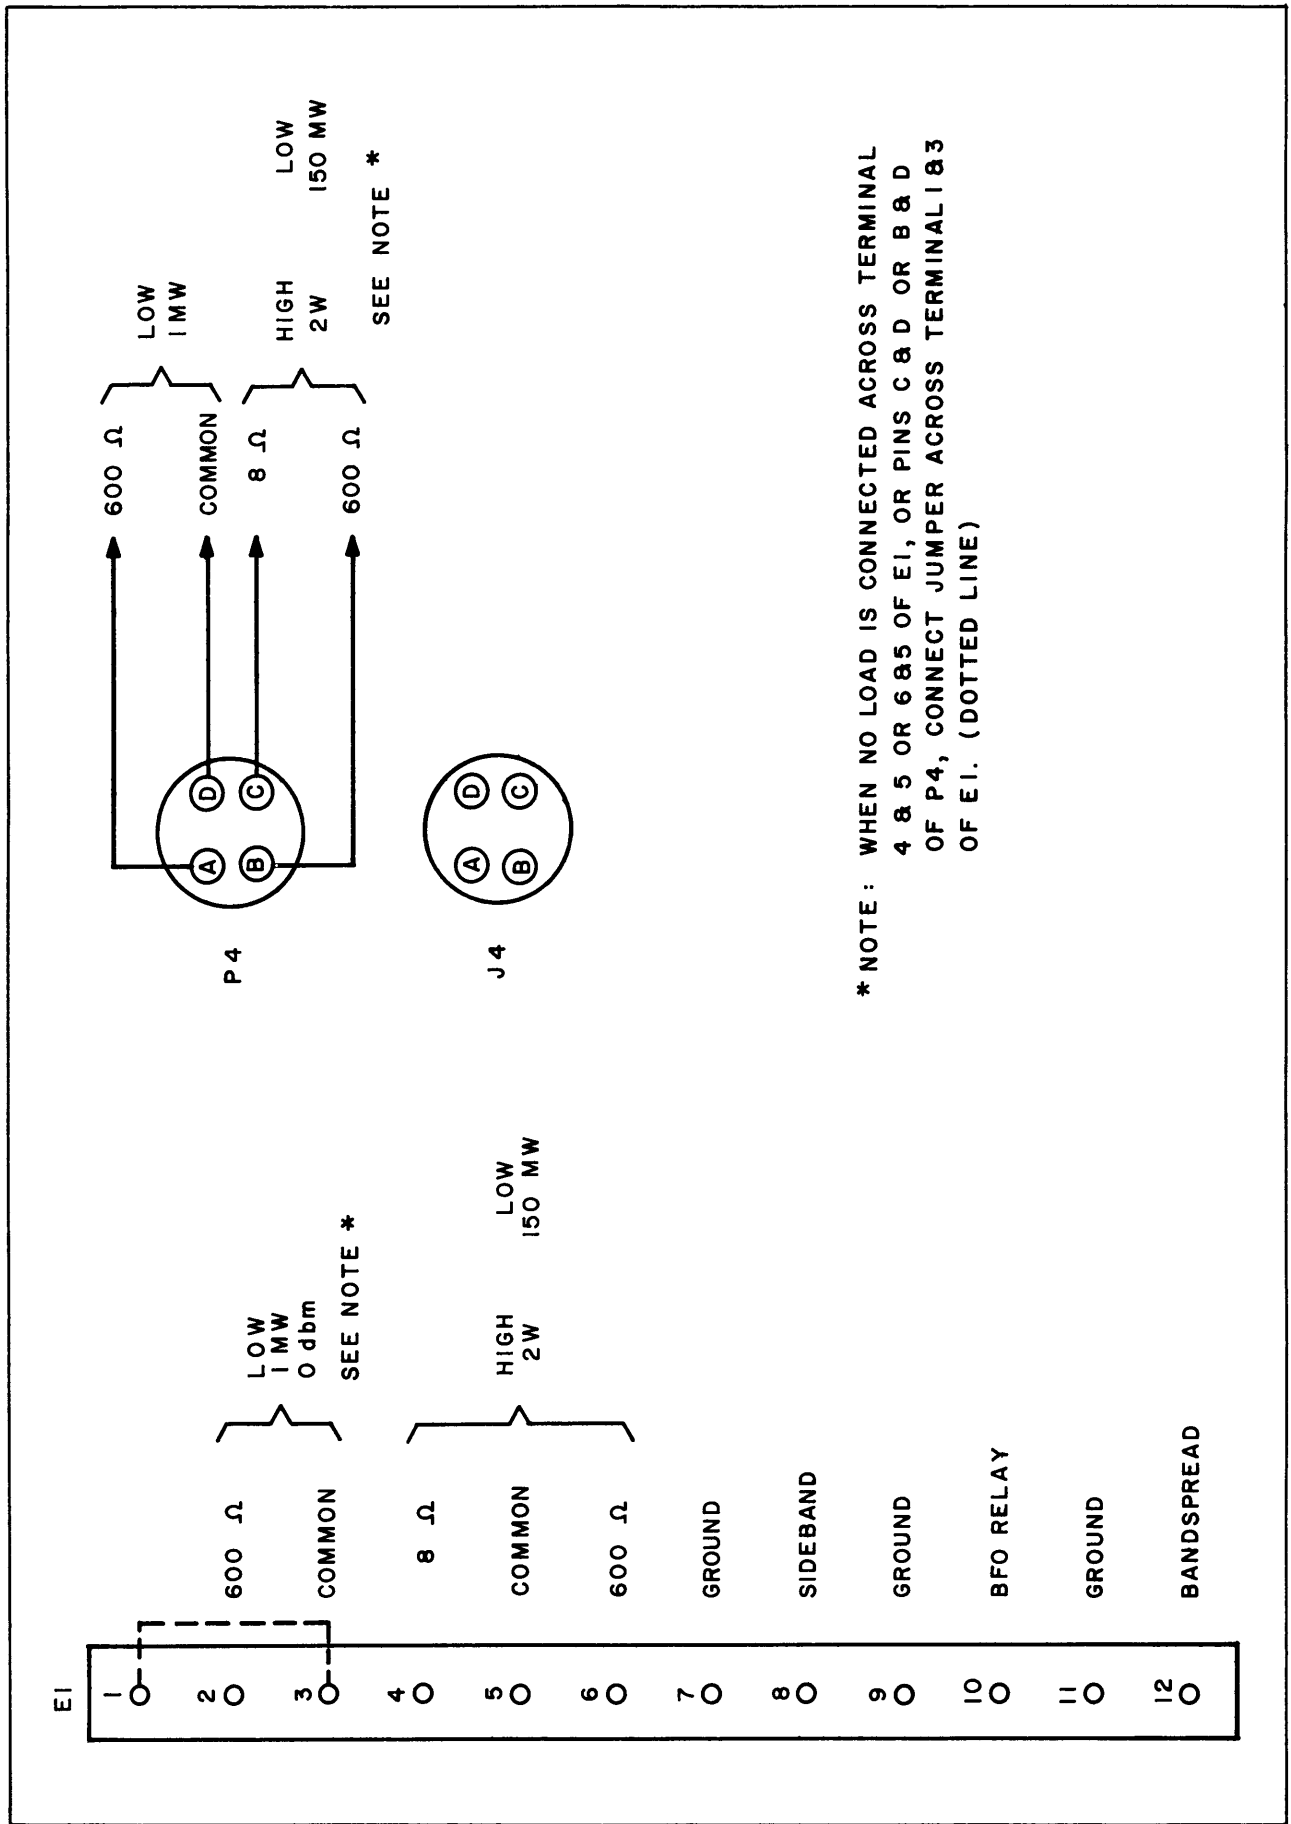 E1
1
2
3
4
5
6
7
8
9
10
11
12
600 Ω
COMMON
8 Ω
COMMON
600 Ω
GROUND
SIDEBAND
GROUND
BFO RELAY
GROUND
BANDSPREAD
LOW
1MW
0 dbm
SEE NOTE *
HIGH
2W
LOW
150 MW
P4
A
D
B
C
600 Ω
COMMON
8 Ω
600 Ω
LOW
1MW
HIGH
2W
LOW
150 MW
SEE NOTE *
J4
A
D
B
C
* NOTE: WHEN NO LOAD IS CONNECTED ACROSS TERMINAL
4 & 5 OR 6&5 OF E1, OR PINS C & D OR B & D
OF P4, CONNECT JUMPER ACROSS TERMINAL 1 & 3
OF E1. (DOTTED LINE)